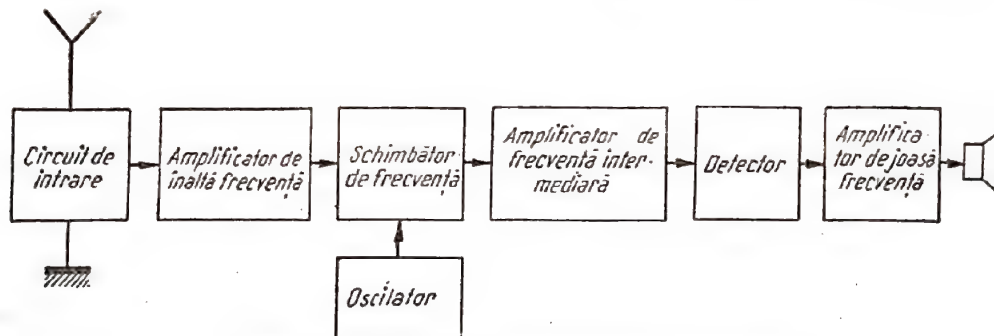 Circuit de
intrare
Amplificator de
înaltă frecvență
Schimbător
de frecvență
Amplificator de
frecvență inter-
mediară
Detector
Amplifica-
tor de joasă
frecvență
Oscilator